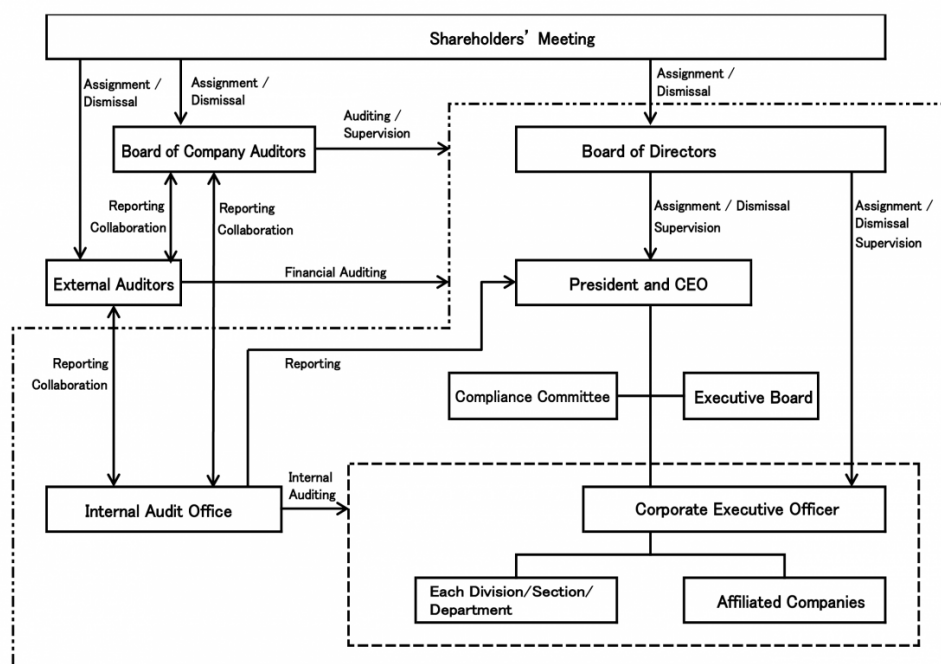 Shareholders' Meeting
Assignment /
Dismissal
Assignment /
Dismissal
Assignment /
Dismissal
Auditing /
Supervision
Board of Company Auditors
Board of Directors
Reporting
Collaboration
Reporting
Collaboration
Assignment / Dismissal
Supervision
Assignment /
Dismissal
Supervision
External Auditors
Financial Auditing
President and CEO
Reporting
Collaboration
Reporting
Compliance Committee
Executive Board
Internal Audit Office
Internal
Auditing
Corporate Executive Officer
Each Division/Section/
Department
Affiliated Companies